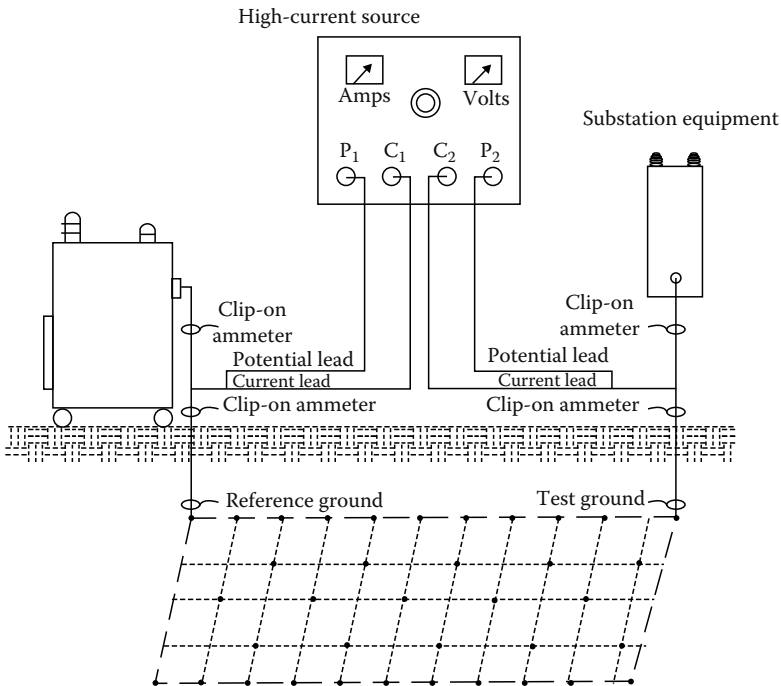 High-current source
Amps
Volts
Substation equipment
P1
C1
C2
P2
Clip-on
ammeter
Clip-on
ammeter
Potential lead
Potential lead
Current lead
Current lead
Clip-on ammeter
Clip-on ammeter
Reference ground
Test ground